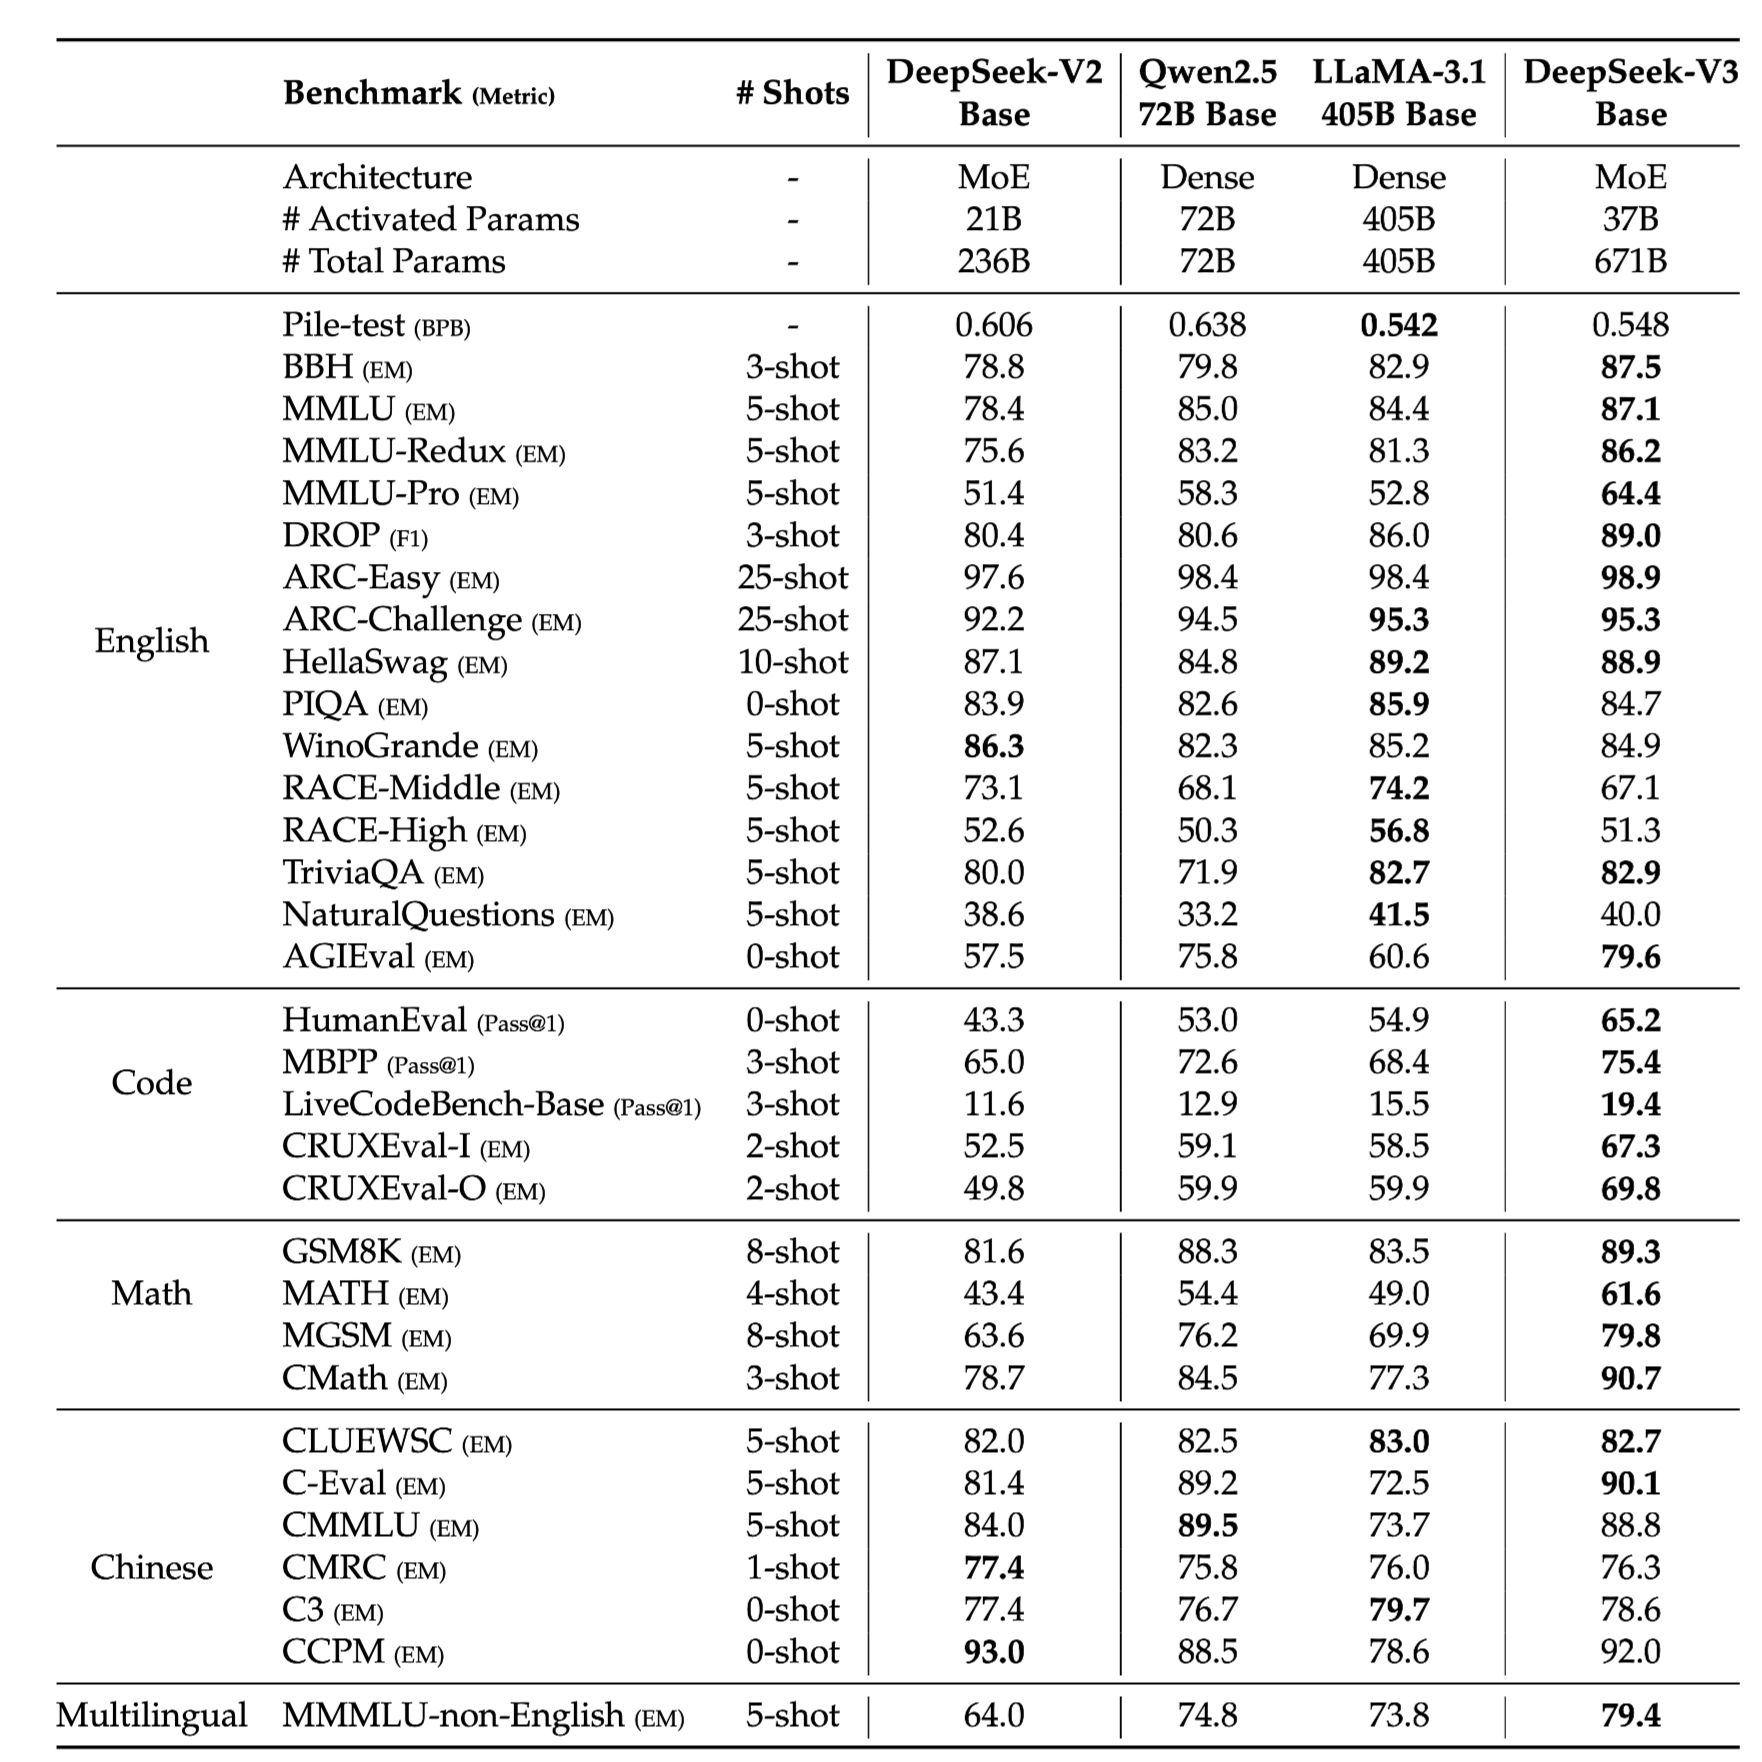 Benchmark (Metric) # Shots DeepSeek-V2 Base Qwen2.5 72B Base LLaMA-3.1 405B Base DeepSeek-V3 Base
Architecture - MoE Dense Dense MoE
# Activated Params - 21B 72B 405B 37B
# Total Params - 236B 72B 405B 671B
English
Pile-test (BPB) - 0.606 0.638 0.542 0.548
BBH (EM) 3-shot 78.8 79.8 82.9 87.5
MMLU (EM) 5-shot 78.4 85.0 84.4 87.1
MMLU-Redux (EM) 5-shot 75.6 83.2 81.3 86.2
MMLU-Pro (EM) 5-shot 51.4 58.3 52.8 64.4
DROP (F1) 3-shot 80.4 80.6 86.0 89.0
ARC-Easy (EM) 25-shot 97.6 98.4 98.4 98.9
ARC-Challenge (EM) 25-shot 92.2 94.5 95.3 95.3
HellaSwag (EM) 10-shot 87.1 84.8 89.2 88.9
PIQA (EM) 0-shot 83.9 82.6 85.9 84.7
WinoGrande (EM) 5-shot 86.3 82.3 85.2 84.9
RACE-Middle (EM) 5-shot 73.1 68.1 74.2 67.1
RACE-High (EM) 5-shot 52.6 50.3 56.8 51.3
TriviaQA (EM) 5-shot 80.0 71.9 82.7 82.9
NaturalQuestions (EM) 5-shot 38.6 33.2 41.5 40.0
AGIEval (EM) 0-shot 57.5 75.8 60.6 79.6
Code
HumanEval (Pass@1) 0-shot 43.3 53.0 54.9 65.2
MBPP (Pass@1) 3-shot 65.0 72.6 68.4 75.4
LiveCodeBench-Base (Pass@1) 3-shot 11.6 12.9 15.5 19.4
CRUXEval-I (EM) 2-shot 52.5 59.1 58.5 67.3
CRUXEval-O (EM) 2-shot 49.8 59.9 59.9 69.8
Math
GSM8K (EM) 8-shot 81.6 88.3 83.5 89.3
MATH (EM) 4-shot 43.4 54.4 49.0 61.6
MGSM (EM) 8-shot 63.6 76.2 69.9 79.8
CMath (EM) 3-shot 78.7 84.5 77.3 90.7
Chinese
CLUEWSC (EM) 5-shot 82.0 82.5 83.0 82.7
C-Eval (EM) 5-shot 81.4 89.2 72.5 90.1
CMMLU (EM) 5-shot 84.0 89.5 73.7 88.8
CMRC (EM) 1-shot 77.4 75.8 76.0 76.3
C3 (EM) 0-shot 77.4 76.7 79.7 78.6
CCPM (EM) 0-shot 93.0 88.5 78.6 92.0
Multilingual MMMLU-non-English (EM) 5-shot 64.0 74.8 73.8 79.4